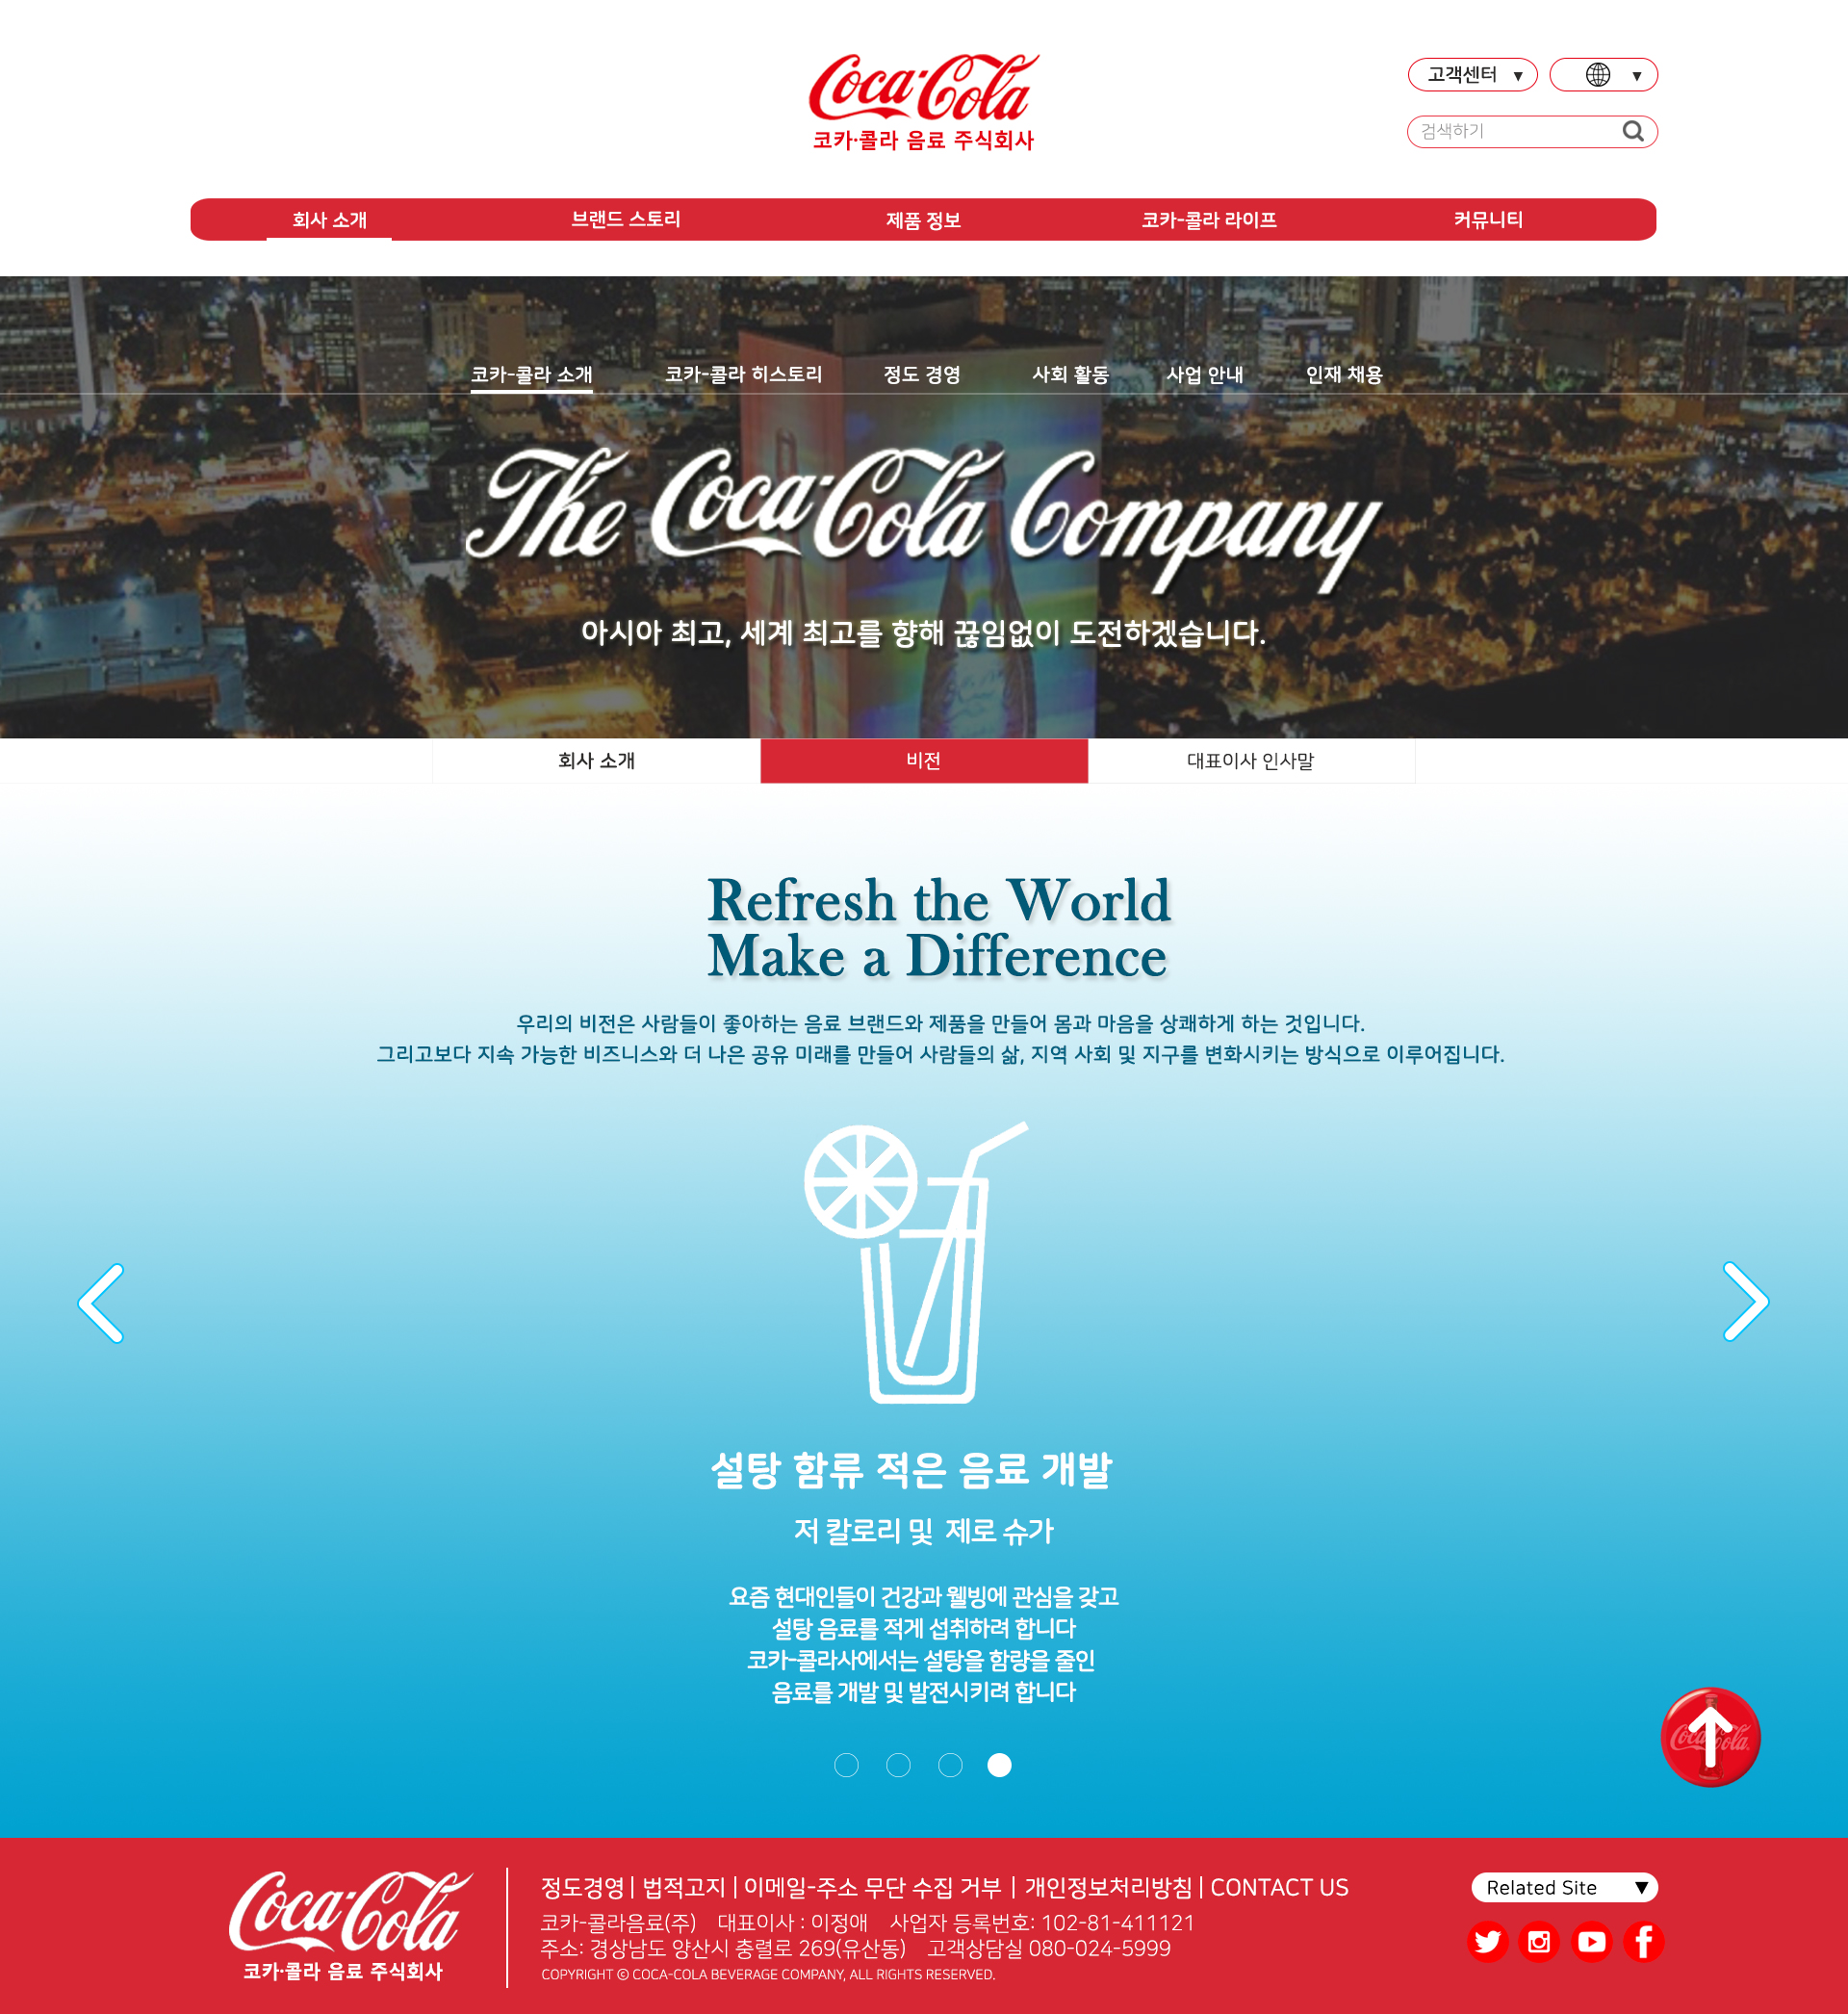 Coca-Cola
코카·콜라 음료 주식회사
고객센터 ▼
▼
검색하기
회사 소개 브랜드 스토리 제품 정보 코카-콜라 라이프 커뮤니티
코카-콜라 소개 코카-콜라 히스토리 정도 경영 사회 활동 사업 안내 인재 채용
The Coca-Cola Company
아시아 최고, 세계 최고를 향해 끊임없이 도전하겠습니다.
회사 소개 비전 대표이사 인사말
Refresh the World
Make a Difference
우리의 비전은 사람들이 좋아하는 음료 브랜드와 제품을 만들어 몸과 마음을 상쾌하게 하는 것입니다.
그리고보다 지속 가능한 비즈니스와 더 나은 공유 미래를 만들어 사람들의 삶, 지역 사회 및 지구를 변화시키는 방식으로 이루어집니다.
설탕 함류 적은 음료 개발
저 칼로리 및 제로 슈가
요즘 현대인들이 건강과 웰빙에 관심을 갖고
설탕 음료를 적게 섭취하려 합니다
코카-콜라사에서는 설탕을 함량을 줄인
음료를 개발 및 발전시키려 합니다
Coca-Cola
Coca-Cola
코카·콜라 음료 주식회사
정도경영 | 법적고지 | 이메일-주소 무단 수집 거부 | 개인정보처리방침 | CONTACT US
코카-콜라음료(주) 대표이사 : 이정애 사업자 등록번호: 102-81-411121
주소: 경상남도 양산시 충렬로 269(유산동) 고객상담실 080-024-5999
COPYRIGHT © COCA-COLA BEVERAGE COMPANY, ALL RIGHTS RESERVED.
Related Site ▼